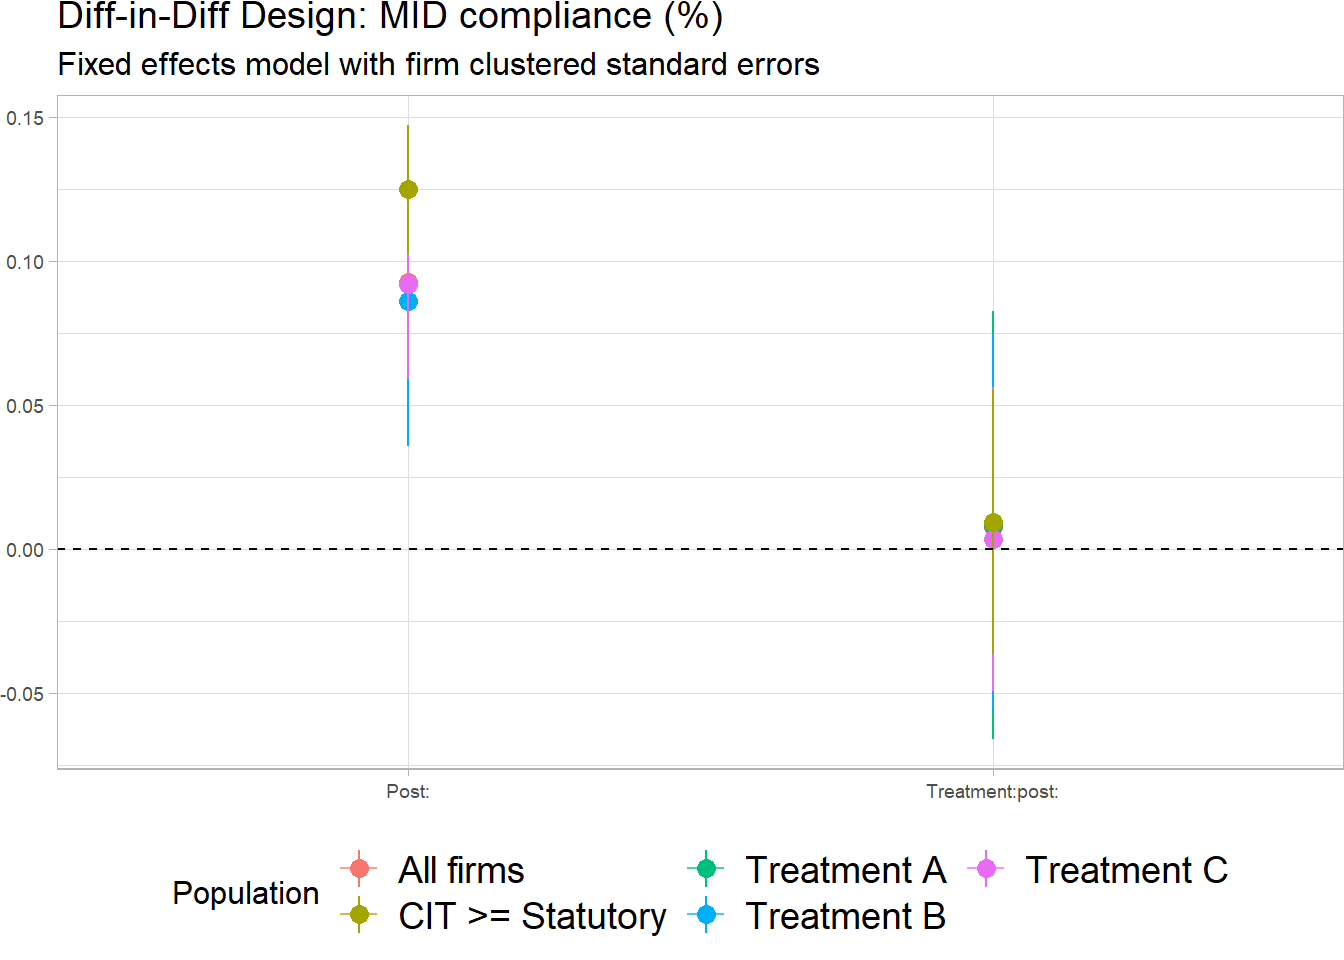 Diff-in-Diff Design: MID compliance (%)
Fixed effects model with firm clustered standard errors
0.15
0.10
0.05
0.00
-0.05
Post:
Treatment:post:
Population
All firms
Treatment A
Treatment C
CIT >= Statutory
Treatment B